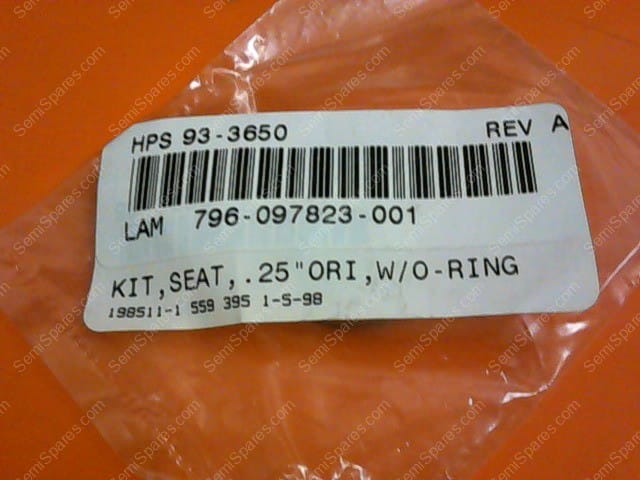 HPS 93-3650 REV A
LAM 796-097823-001
KIT,SEAT,.25"ORI,W/O-RING
198511-1 559 395 1-5-98
SemiSpares.com